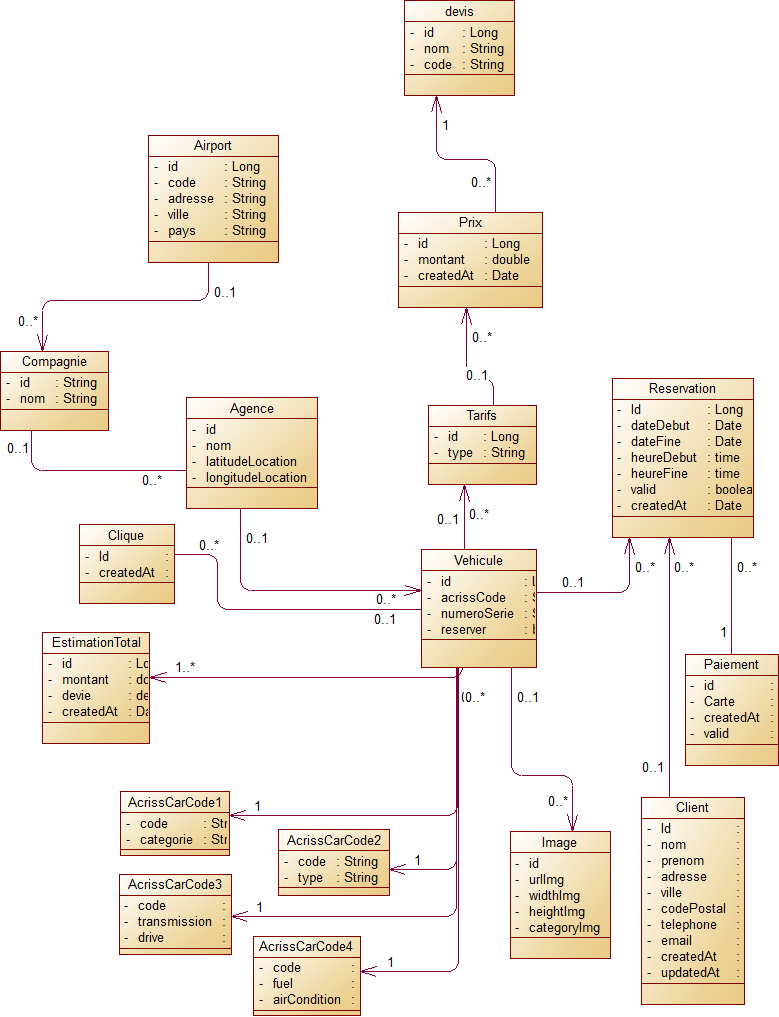 devis
- id : Long
- nom : String
- code : String
1
0..*
Airport
- id : Long
- code : String
- adresse : String
- ville : String
- pays : String
0..1
0..*
Prix
- id : Long
- montant : double
- createdAt : Date
0..*
0..1
Compagnie
- id : String
- nom : String
0..1
0..*
Agence
- id
- nom
- latitudeLocation
- longitudeLocation
0..1
0..*
Tarifs
- id : Long
- type : String
0..1
0..*
Reservation
- Id : Long
- dateDebut : Date
- dateFine : Date
- heureDebut : time
- heureFine : time
- valid : boolea
- createdAt : Date
Clique
- Id :
- createdAt :
0..*
0..1
Vehicule
- id : L
- acrissCode : S
- numeroSerie : S
- reserver : b
0..1
0..*
0..*
0..*
1
EstimationTotal
- id : Lo
- montant : do
- devie : de
- createdAt : Da
1..*
0..*
0..1
Paiement
- id :
- Carte :
- createdAt :
- valid :
0..1
0..*
AcrissCarCode1
- code : Str
- categorie : Str
1
AcrissCarCode2
- code : String
- type : String
1
AcrissCarCode3
- code :
- transmission :
- drive :
1
AcrissCarCode4
- code :
- fuel :
- airCondition :
1
Image
- id
- urlImg
- widthImg
- heightImg
- categoryImg
Client
- Id :
- nom :
- prenom :
- adresse :
- ville :
- codePostal :
- telephone :
- email :
- createdAt :
- updatedAt :